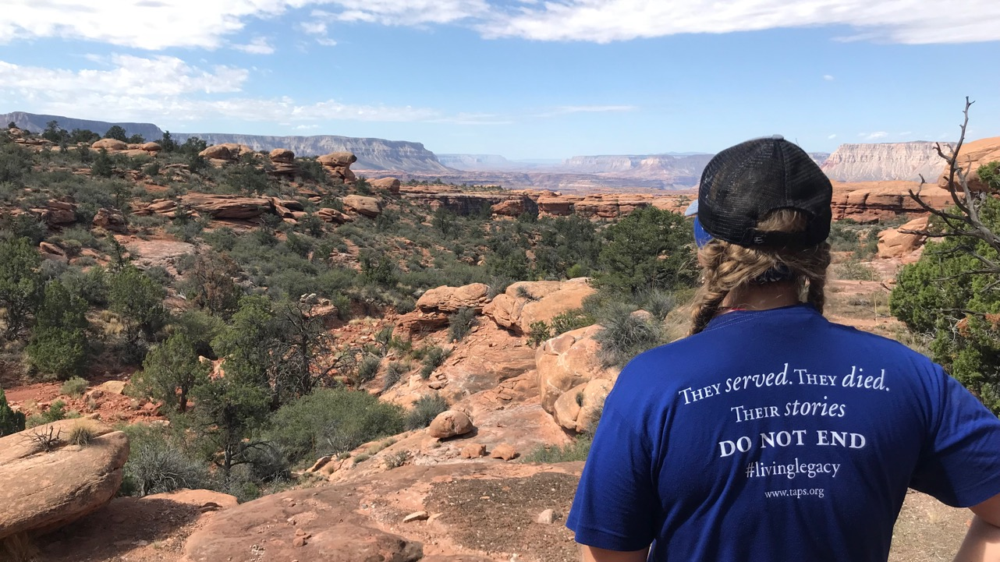 They served. They died.
Their stories
DO NOT END
#livinglegacy
www.taps.org